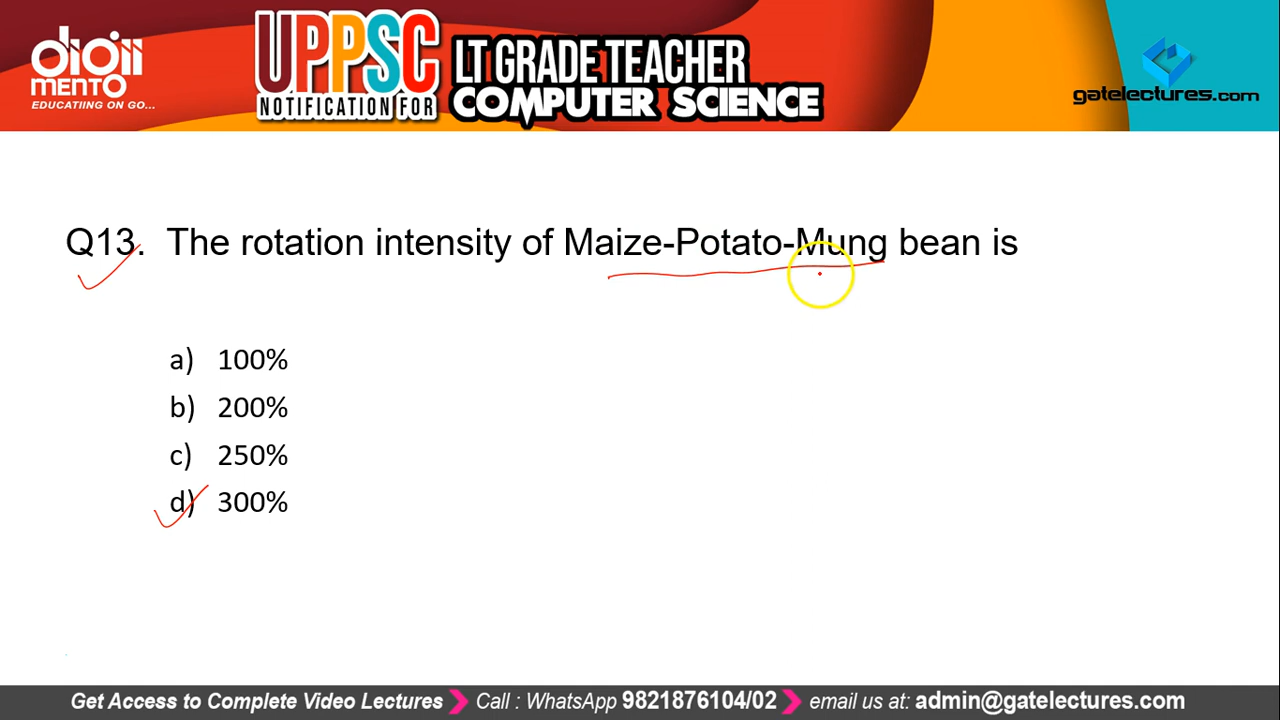 digii
MENTO
EDUCATIING ON GO...
UPPSC
NOTIFICATION FOR
LT GRADE TEACHER
COMPUTER SCIENCE
gatelectures.com
Q13. The rotation intensity of Maize-Potato-Mung bean is
a) 100%
b) 200%
c) 250%
d) 300%
Get Access to Complete Video Lectures Call : WhatsApp 9821876104/02 email us at: admin@gatelectures.com